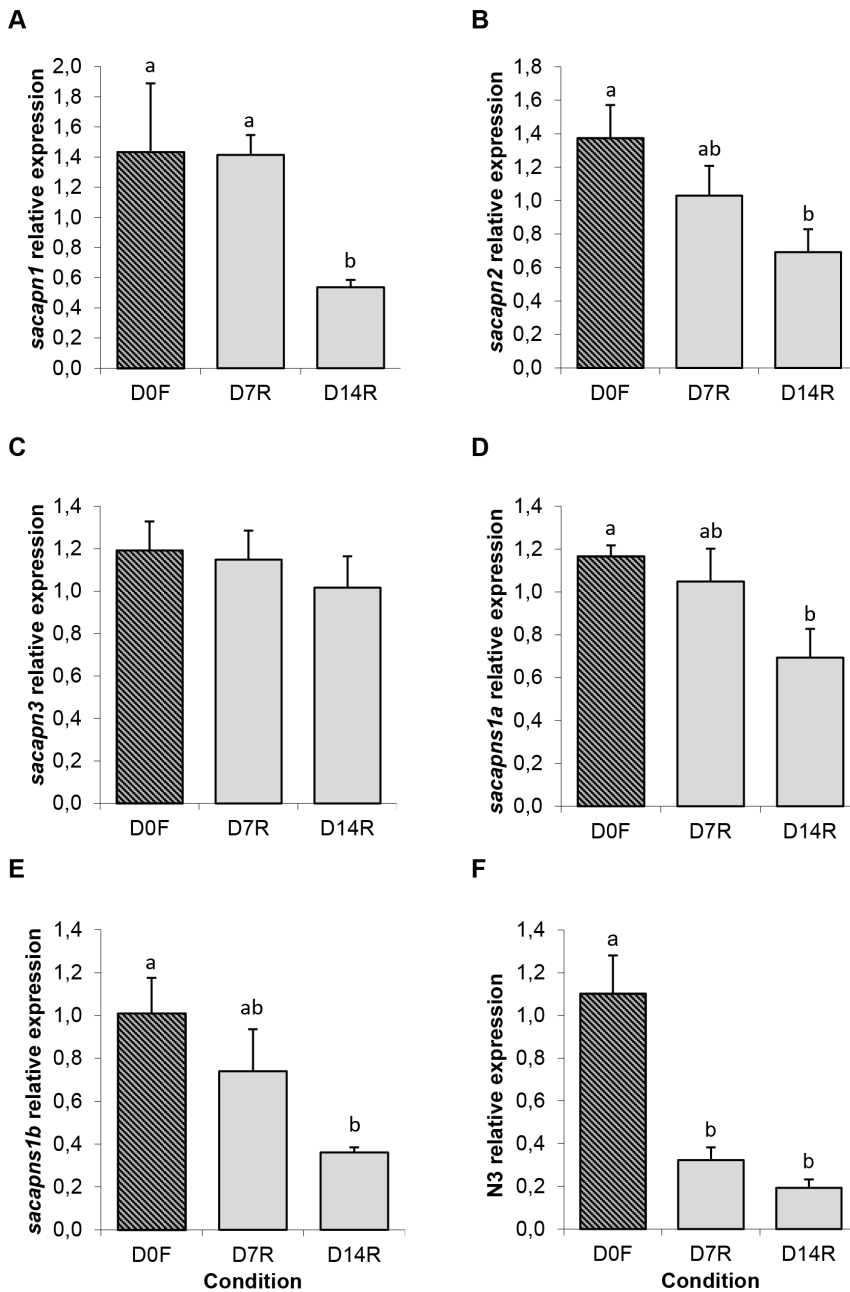 A
sacapn1 relative expression
2,0
1,8
1,6
1,4
1,2
1,0
0,8
0,6
0,4
0,2
0,0
a
a
b
D0F D7R D14R
B
sacapn2 relative expression
1,8
1,6
1,4
1,2
1,0
0,8
0,6
0,4
0,2
0,0
a
ab
b
D0F D7R D14R
C
sacapn3 relative expression
1,4
1,2
1,0
0,8
0,6
0,4
0,2
0,0
D0F D7R D14R
D
sacapns1a relative expression
1,4
1,2
1,0
0,8
0,6
0,4
0,2
0,0
a
ab
b
D0F D7R D14R
E
sacapns1b relative expression
1,4
1,2
1,0
0,8
0,6
0,4
0,2
0,0
a
ab
b
D0F D7R D14R
Condition
F
N3 relative expression
1,4
1,2
1,0
0,8
0,6
0,4
0,2
0,0
a
b
b
D0F D7R D14R
Condition